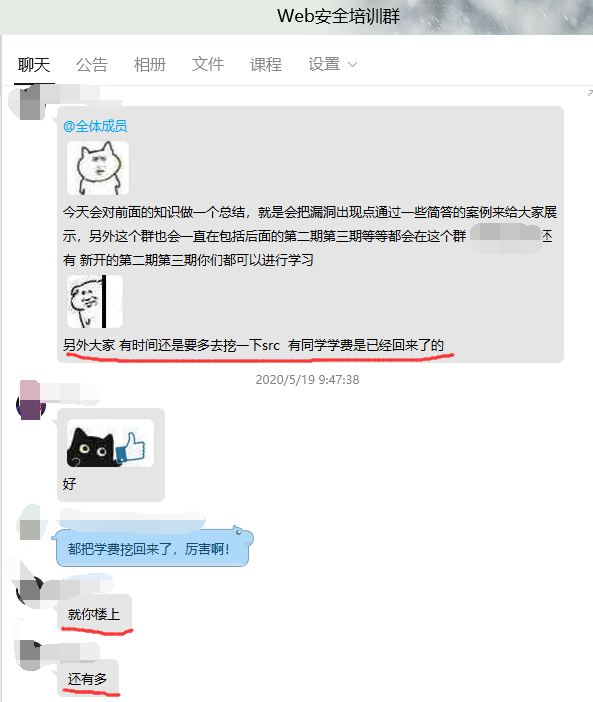 Web安全培训群
聊天 公告 相册 文件 课程 设置
@全体成员
今天会对前面的知识做一个总结，就是会把漏洞出现点通过一些简答的案例来给大家展
示，另外这个群也会一直在包括后面的第二期第三期等等都会在这个群 还
有 新开的第二期第三期你们都可以进行学习
另外大家 有时间还是要多去挖一下src 有同学学费是已经回来了的
2020/5/19 9:47:38
好
都把学费挖回来了，厉害啊！
就你楼上
还有多